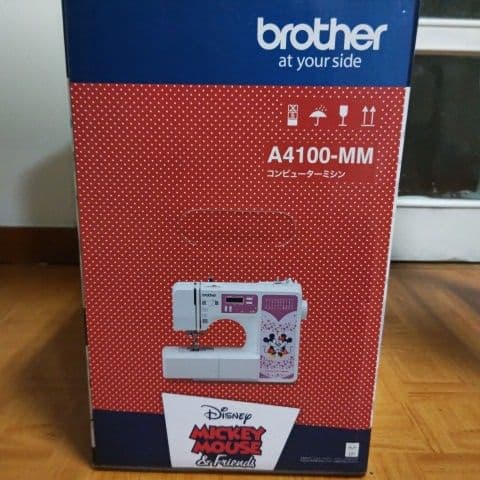 brother
at your side
A4100-MM
コンピューターミシン
brother
Disney
MICKEY
MOUSE
& Friends